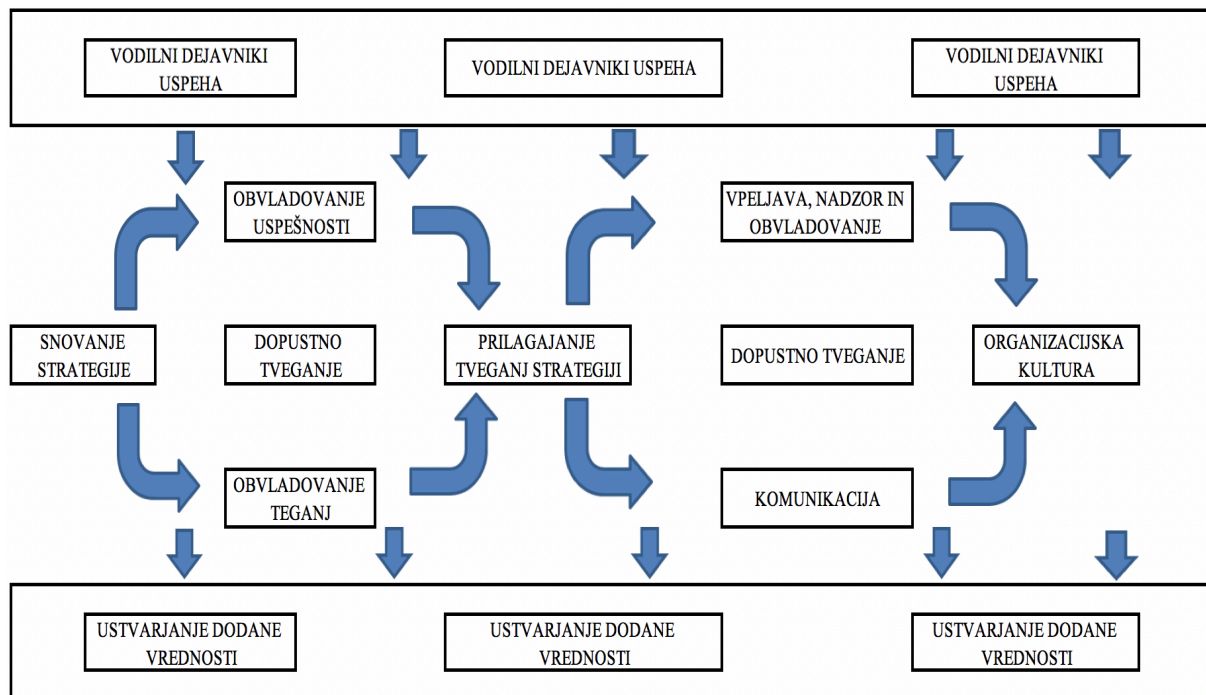 VODILNI DEJAVNIKI
USPEHA
VODILNI DEJAVNIKI USPEHA
VODILNI DEJAVNIKI
USPEHA
OBVLADOVANJE
USPEŠNOSTI
VPELJAVA, NADZOR IN
OBVLADOVANJE
SNOVANJE
STRATEGIJE
DOPUSTNO
TVEGANJE
PRILAGAJANJE
TVEGANJ STRATEGIJI
DOPUSTNO TVEGANJE
ORGANIZACIJSKA
KULTURA
OBVLADOVANJE
TEGANJ
KOMUNIKACIJA
USTVARJANJE DODANE
VREDNOSTI
USTVARJANJE DODANE
VREDNOSTI
USTVARJANJE DODANE
VREDNOSTI